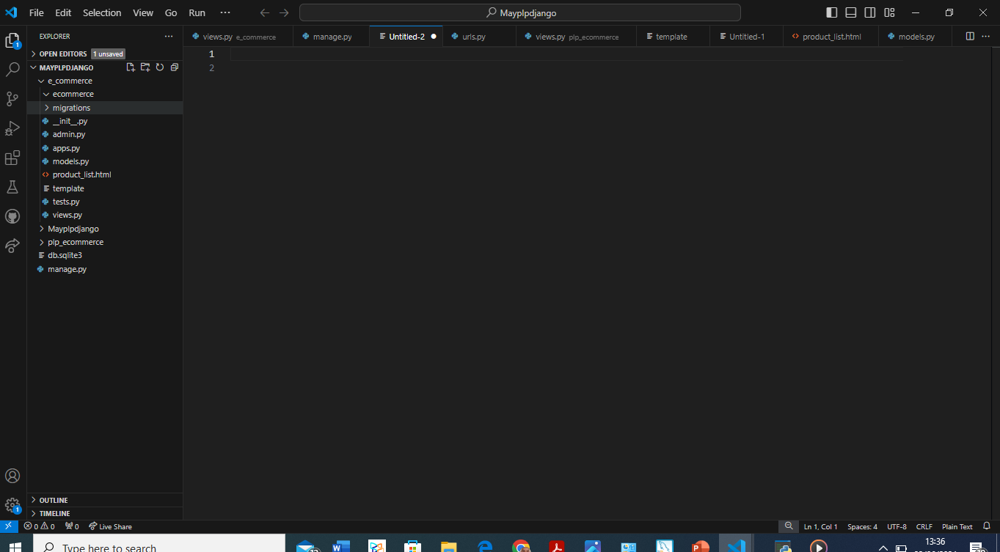 File Edit Selection View Go Run ··· Mayplpdjango
EXPLORER ···
views.py e_commerce manage.py Untitled-2 urls.py views.py plp_ecommerce template Untitled-1 product_list.html models.py ···
OPEN EDITORS 1 unsaved
MAYPLPDJANGO
e_commerce
ecommerce
migrations
__init__.py
admin.py
apps.py
models.py
product_list.html
template
tests.py
views.py
Mayplpdjango
plp_ecommerce
db.sqlite3
manage.py
1
2
1
1
OUTLINE
TIMELINE
0 0 0 Live Share Ln 1, Col 1 Spaces: 4 UTF-8 CRLF Plain Text
Type here to search
13:36